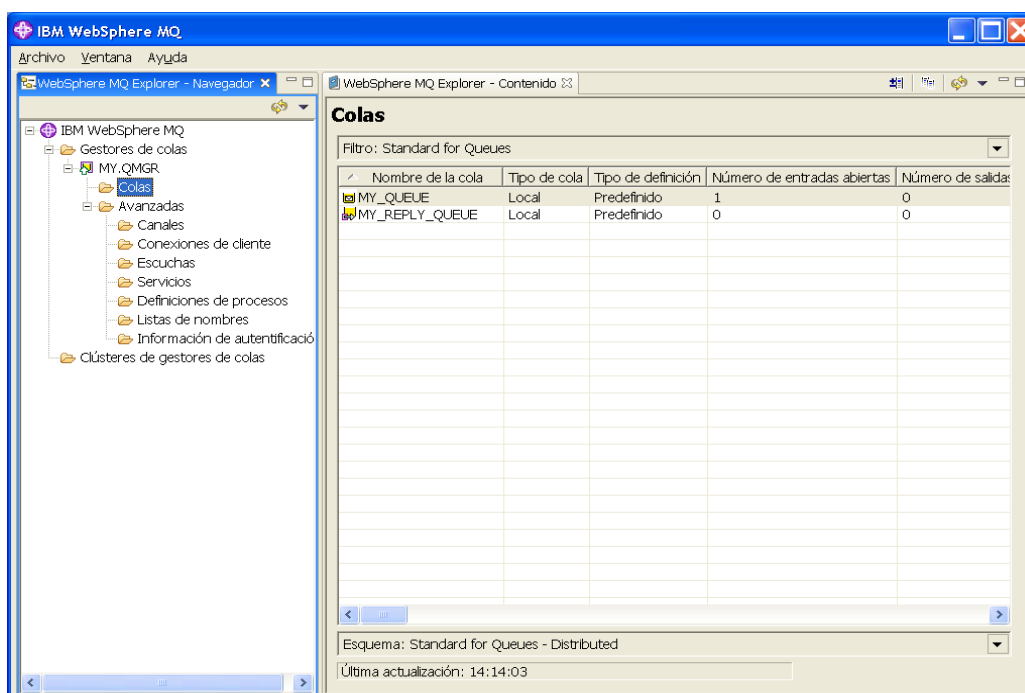 IBM WebSphere MQ
Archivo Ventana Ayuda
WebSphere MQ Explorer - Navegador
IBM WebSphere MQ
Gestores de colas
MY.QMGR
Colas
Avanzadas
Canales
Conexiones de cliente
Escuchas
Servicios
Definiciones de procesos
Listas de nombres
Información de autentificació
Clústeres de gestores de colas
WebSphere MQ Explorer - Contenido
Colas
Filtro: Standard for Queues
Nombre de la cola Tipo de cola Tipo de definición Número de entradas abiertas Número de salidas
MY_QUEUE Local Predefinido 1 0
MY_REPLY_QUEUE Local Predefinido 0 0
Esquema: Standard for Queues - Distributed
Última actualización: 14:14:03